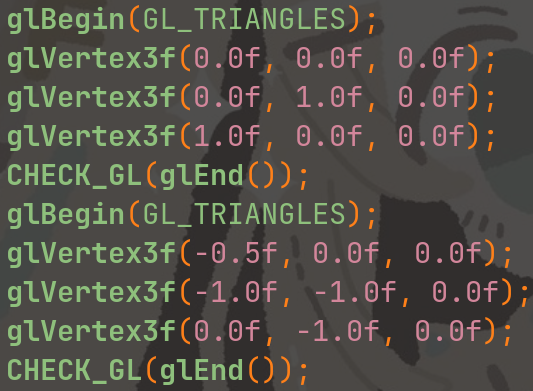 glBegin(GL_TRIANGLES);
glVertex3f(0.0f, 0.0f, 0.0f);
glVertex3f(0.0f, 1.0f, 0.0f);
glVertex3f(1.0f, 0.0f, 0.0f);
CHECK_GL(glEnd());
glBegin(GL_TRIANGLES);
glVertex3f(-0.5f, 0.0f, 0.0f);
glVertex3f(-1.0f, -1.0f, 0.0f);
glVertex3f(0.0f, -1.0f, 0.0f);
CHECK_GL(glEnd());